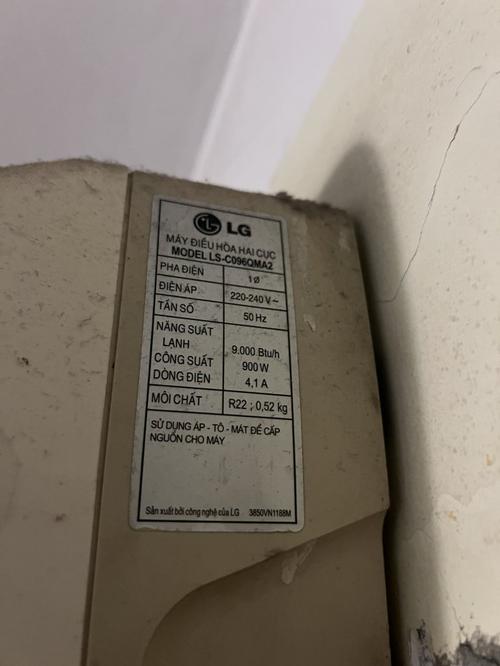 LG
MÁY ĐIỀU HÒA HAI CỤC
MODEL LS-C096QMA2
PHA ĐIỆN 1Ø
ĐIỆN ÁP 220-240 V~
TẦN SỐ 50 Hz
NĂNG SUẤT
LẠNH 9.000 Btu/h
CÔNG SUẤT 900 W
DÒNG ĐIỆN 4,1 A
MÔI CHẤT R22 ; 0,52 kg
SỬ DỤNG ÁP - TÔ - MÁT ĐỂ CẤP
NGUỒN CHO MÁY
Sản xuất bởi công nghệ của LG 3850VN1188M